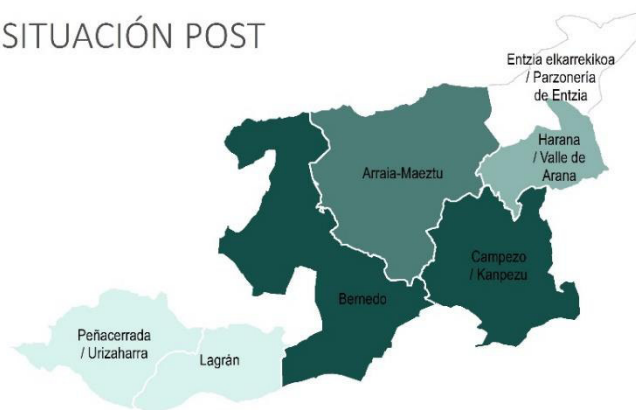 SITUACIÓN POST
Entzia elkarrekikoa
/ Parzonería
de Entzia
Harana
/ Valle de
Arana
Arraia-Maeztu
Campezo
/ Kanpezu
Bernedo
Peñacerrada
/ Urizaharra
Lagrán